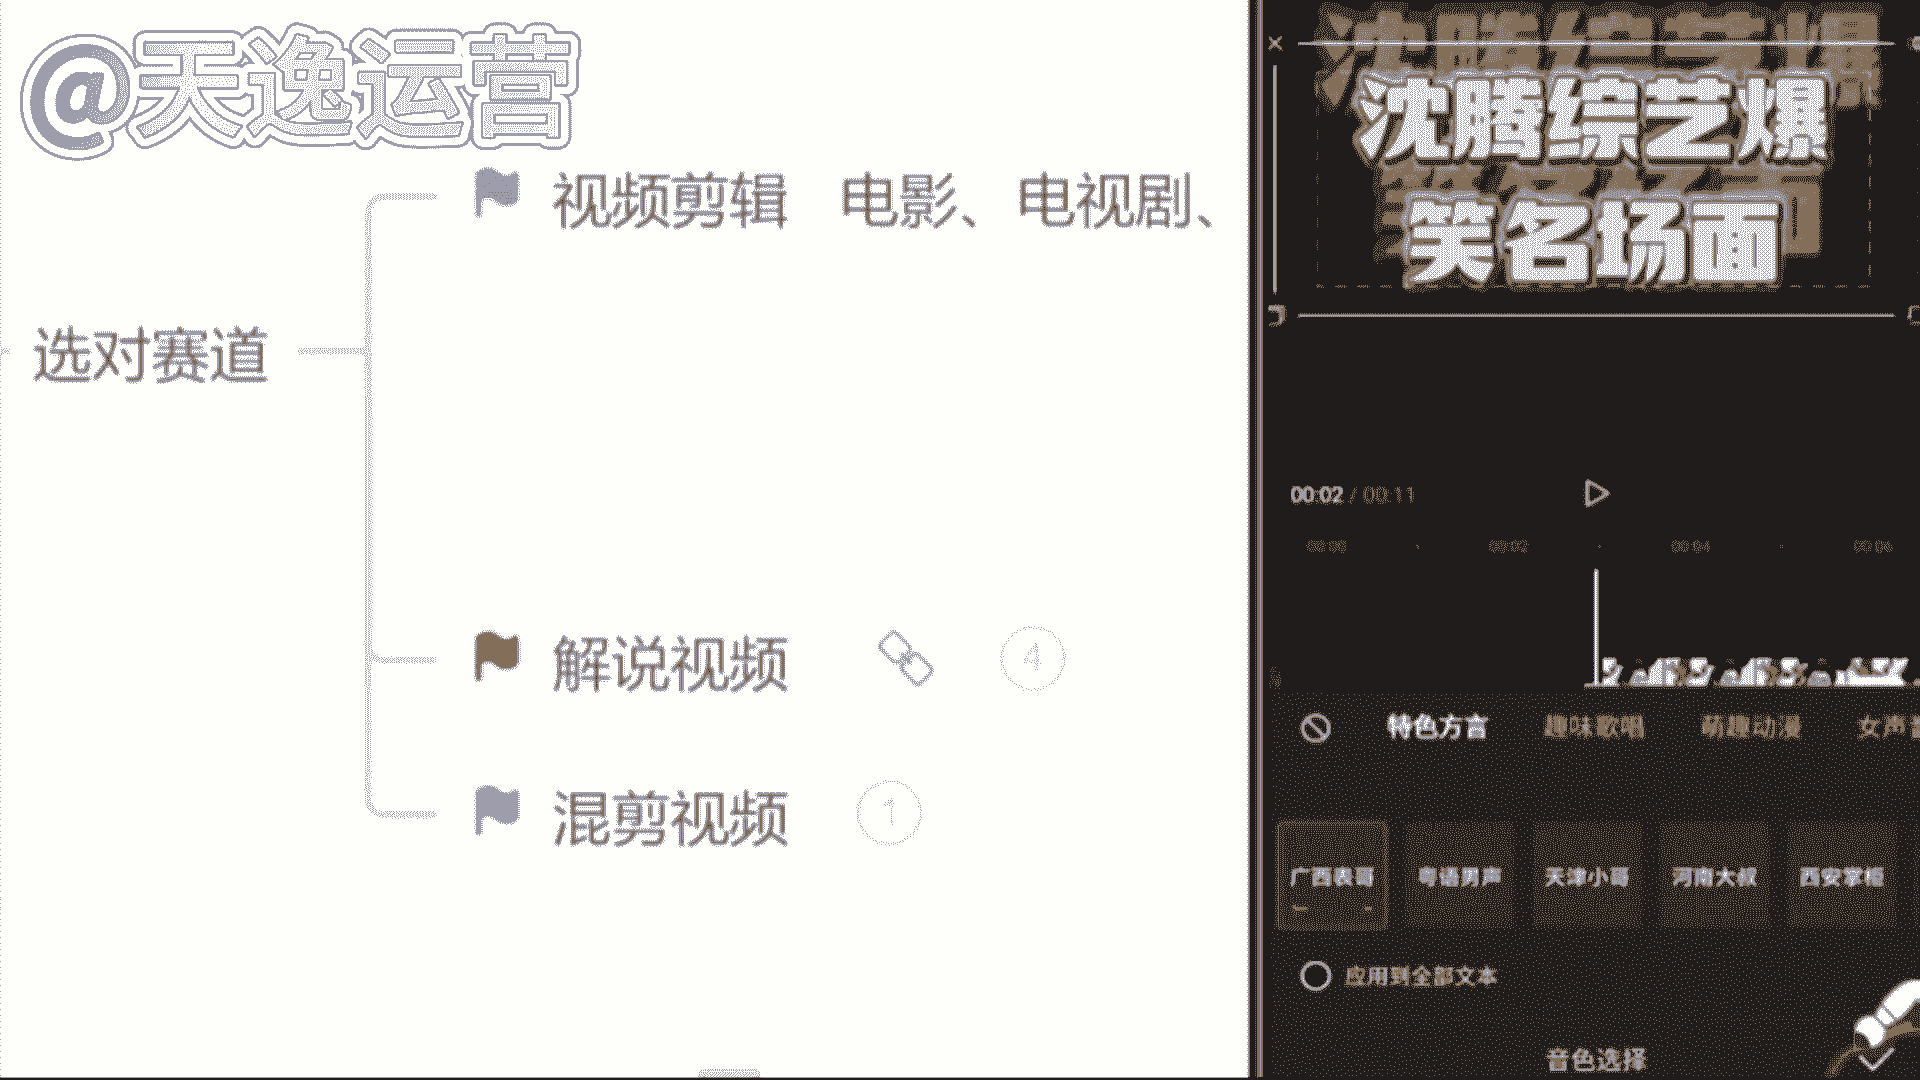 @天逸运营
视频剪辑 电影、电视剧、
选对赛道
解说视频 4
混剪视频 1
沈腾综艺爆
笑名场面
00:02 / 00:11
00:00 00:02 00:04 00:06
特色方言 趣味歌唱 萌趣动漫 女声音
广西表哥 粤语男声 天津小哥 河南大叔 西安掌柜
应用到全部文本
音色选择